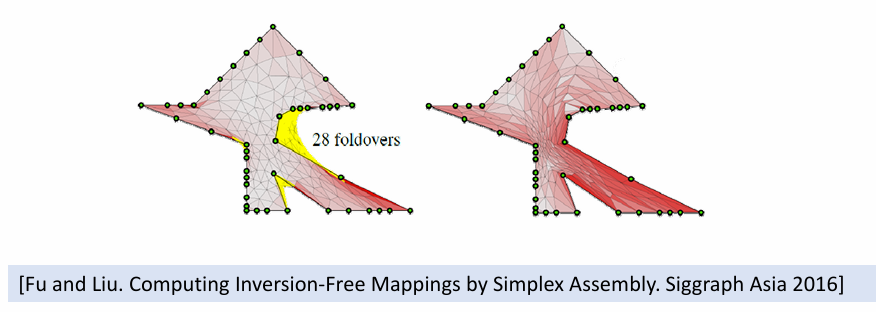 28 foldovers
[Fu and Liu. Computing Inversion-Free Mappings by Simplex Assembly. Siggraph Asia 2016]